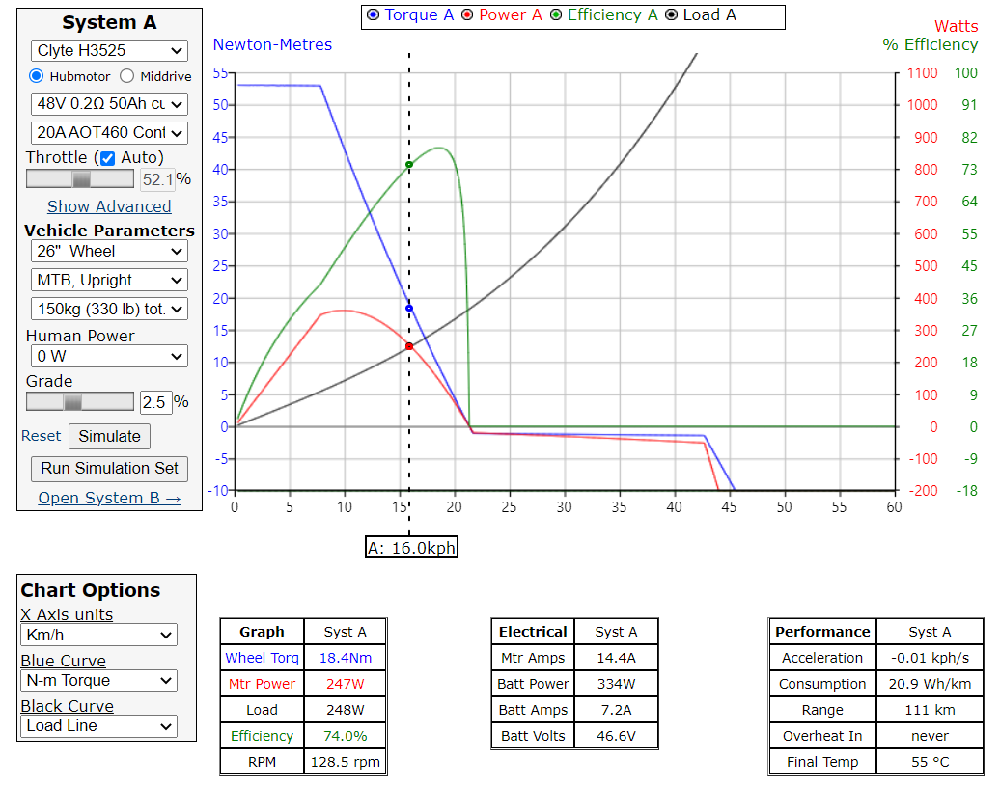 System A
Clyte H3525
Hubmotor Middrive
48V 0.2Ω 50Ah cu
20A AOT460 Cont
Throttle ( Auto)
52.1 %
Show Advanced
Vehicle Parameters
26" Wheel
MTB, Upright
150kg (330 lb) tot.
Human Power
0 W
Grade
2.5 %
Reset Simulate
Run Simulation Set
Open System B →
Torque A Power A Efficiency A Load A
Newton-Metres
Watts
% Efficiency
55 1100 100
50 1000 91
45 900 82
40 800 73
35 700 64
30 600 55
25 500 45
20 400 36
15 300 27
10 200 18
5 100 9
0 0 0
-5 -100 -9
-10 -200 -18
0 5 10 15 20 25 30 35 40 45 50 55 60
A: 16.0kph
Chart Options
X Axis units
Km/h
Blue Curve
N-m Torque
Black Curve
Load Line
Graph Syst A
Wheel Torq 18.4Nm
Mtr Power 247W
Load 248W
Efficiency 74.0%
RPM 128.5 rpm
Electrical Syst A
Mtr Amps 14.4A
Batt Power 334W
Batt Amps 7.2A
Batt Volts 46.6V
Performance Syst A
Acceleration -0.01 kph/s
Consumption 20.9 Wh/km
Range 111 km
Overheat In never
Final Temp 55 °C